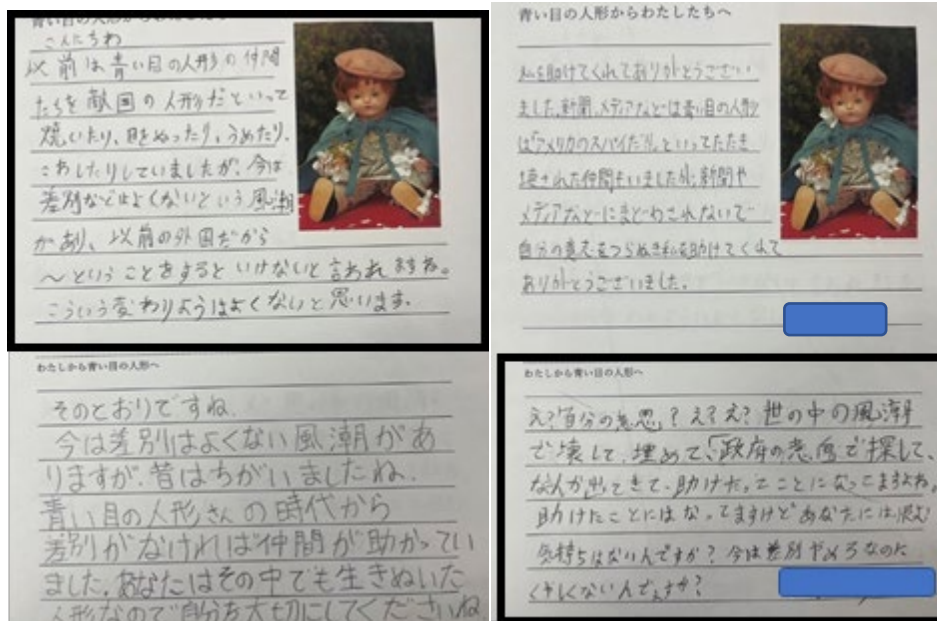 青い目の人形からわたしたちへ
こんにちわ
以前は青い目の人形の仲間
たちを敵国の人形だといって
焼いたり、目をぬったり、うめたり、
こわしたりしていましたが、今は
差別などはよくないという風潮
があり、以前の外国だから
〜ということをするといけないと言われますね。
こういう変わりようはよくないと思います。
わたしから青い目の人形へ
そのとおりですね。
今は差別はよくない風潮があ
りますが、昔はちがいましたね。
青い目の人形さんの時代から
差別がなければ仲間が助かってい
ました。あなたはその中でも生きぬいた
人形なので自分を大切にしてくださいね
青い目の人形からわたしたちへ
私を助けてくれてありがとうござい
ました。新聞、メディアなどでは青い目の人形
は「アメリカのスパイだ!!」といってたたき
壊された仲間もいましたが、新聞や
メディアなどにまどわされないで
自分の意志をつらぬき私を助けてくれて
ありがとうございました。
わたしから青い目の人形へ
え?自分の意思?え?え?世の中の風潮
で壊して、埋めて、「政府の意向で探して、
なんか出てきて、助けたってことになってますよね。
助けたことにはなってますけどあなたには恨む
気持ちはないんですか?今は差別やめろなのに
くやしくないんですか?